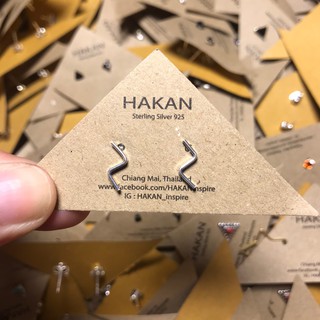 HAKAN
Sterling Silver 925
Chiang Mai, Thailand
www.facebook.com/HAKANinspire
IG : HAKAN_inspire